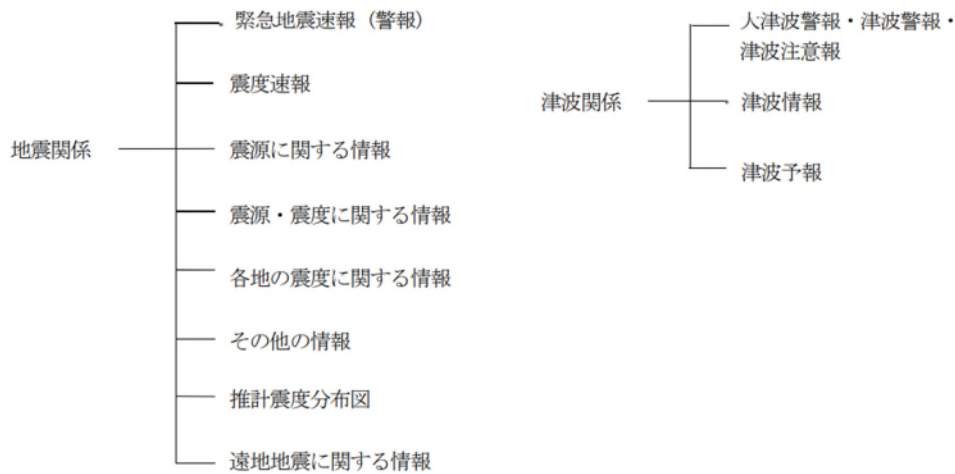 地震関係
緊急地震速報（警報）
震度速報
震源に関する情報
震源・震度に関する情報
各地の震度に関する情報
その他の情報
推計震度分布図
遠地地震に関する情報
津波関係
大津波警報・津波警報・
津波注意報
津波情報
津波予報